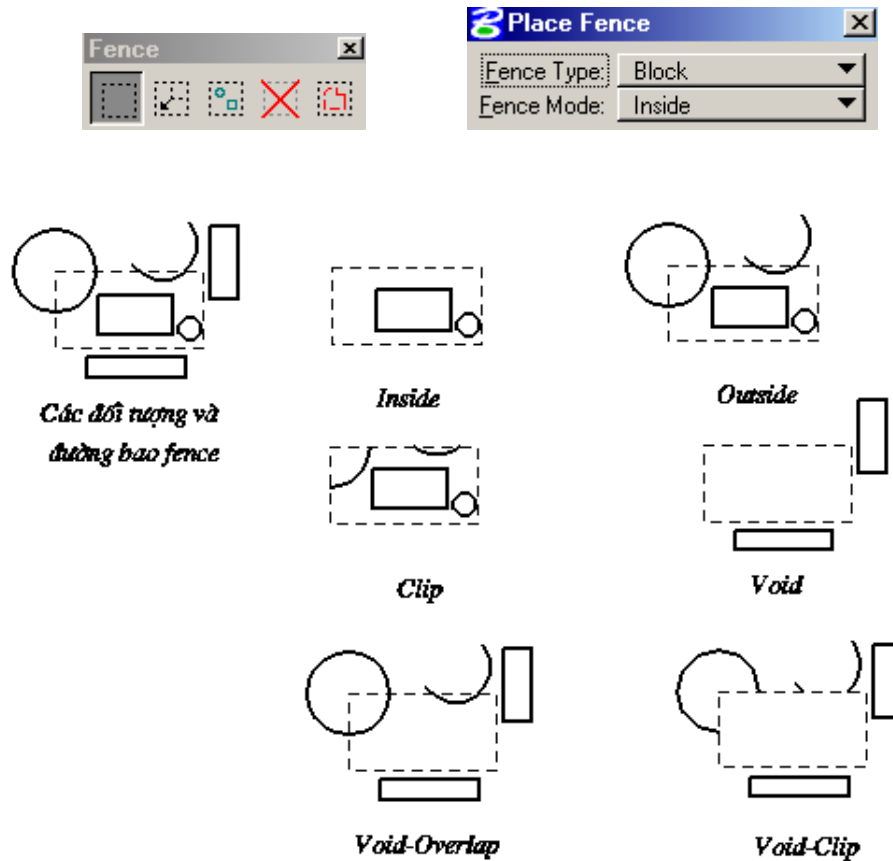 Fence
Place Fence
Fence Type: Block
Fence Mode: Inside
Các đối tượng và
đường bao fence
Inside
Outside
Clip
Void
Void-Overlap
Void-Clip